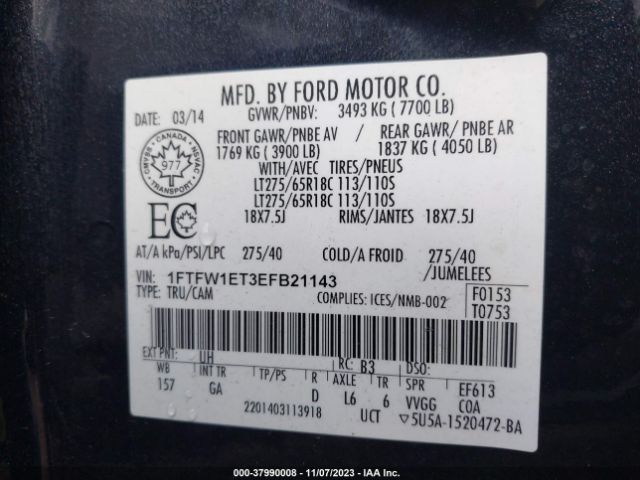 MFD. BY FORD MOTOR CO.
DATE: 03/14 GVWR/PNBV: 3493 KG ( 7700 LB)
FRONT GAWR/PNBE AV / REAR GAWR/ PNBE AR
1769 KG ( 3900 LB) 1837 KG ( 4050 LB)
CANADA
977
TRANSPORT
WITH/AVEC TIRES/PNEUS
LT275/65R18C 113/110S
LT275/65R18C 113/110S
18X7.5J RIMS/JANTES 18X7.5J
EC
AT/A kPa/PSI/LPC 275/40 COLD/A FROID 275/40
/JUMELEES
VIN: 1FTFW1ET3EFB21143
TYPE: TRU/CAM COMPLIES: ICES/NMB-002
F0153
T0753
EXT PNT: UH RC: B3 DSO:
WB INT TR TP/PS R AXLE TR SPR EF613
157 GA D L6 6 VVGG COA
2201403113918 UCT ▽5U5A-1520472-BA
000-37990008 - 11/07/2023 - IAA Inc.